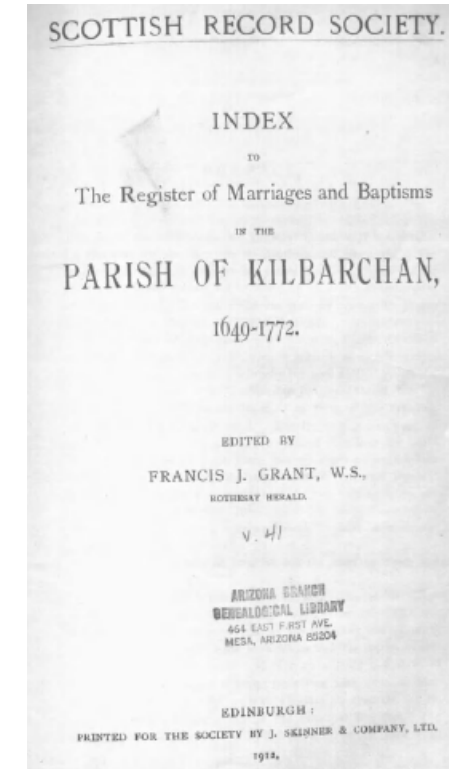 SCOTTISH RECORD SOCIETY.
INDEX
TO
The Register of Marriages and Baptisms
IN THE
PARISH OF KILBARCHAN,
1649-1772.
EDITED BY
FRANCIS J. GRANT, W.S.,
ROTHESAY HERALD.
V. 41
ARIZONA BRANCH
GENEALOGICAL LIBRARY
464 EAST FIRST AVE.
MESA, ARIZONA 85204
EDINBURGH:
PRINTED FOR THE SOCIETY BY J. SKINNER & COMPANY, LTD.
1912.